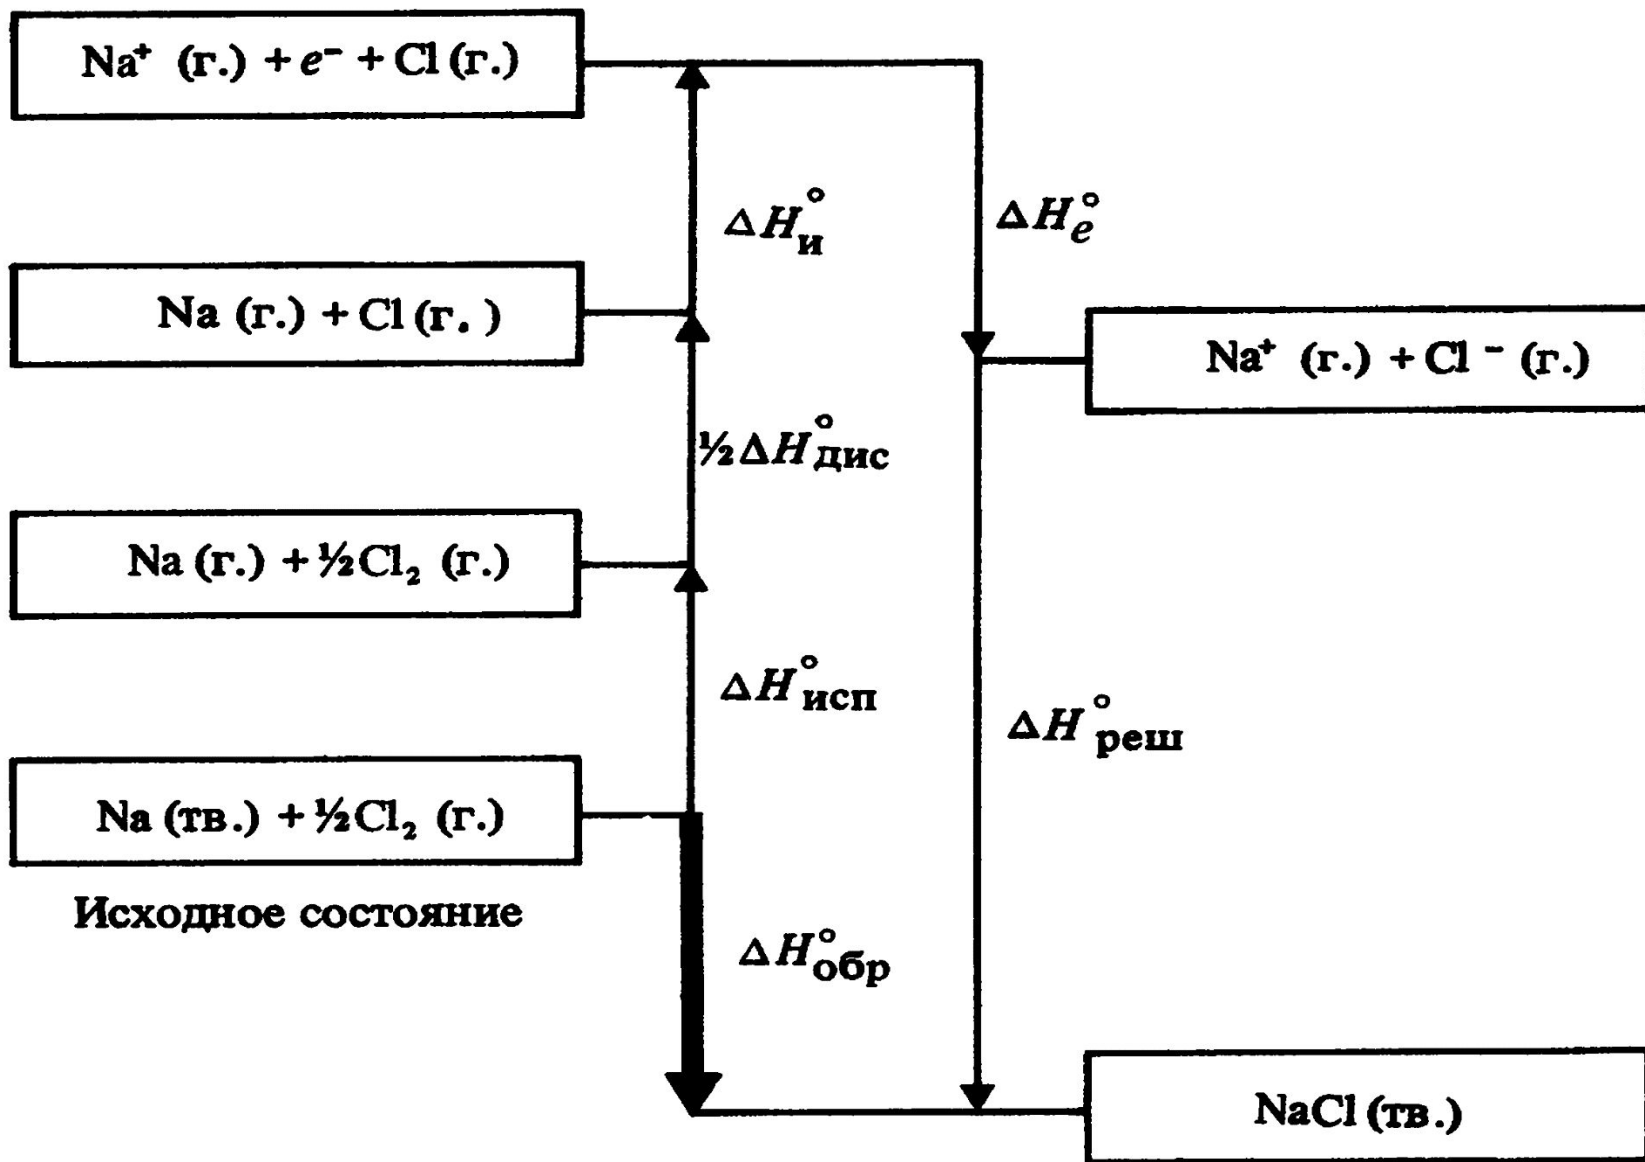 Na⁺ (г.) + e⁻ + Cl (г.)
ΔH°и
ΔH°e
Na (г.) + Cl (г. )
Na⁺ (г.) + Cl ⁻ (г.)
½ΔH°дис
Na (г.) + ½Cl₂ (г.)
ΔH°исп
ΔH°реш
Na (тв.) + ½Cl₂ (г.)
Исходное состояние
ΔH°обр
NaCl (тв.)